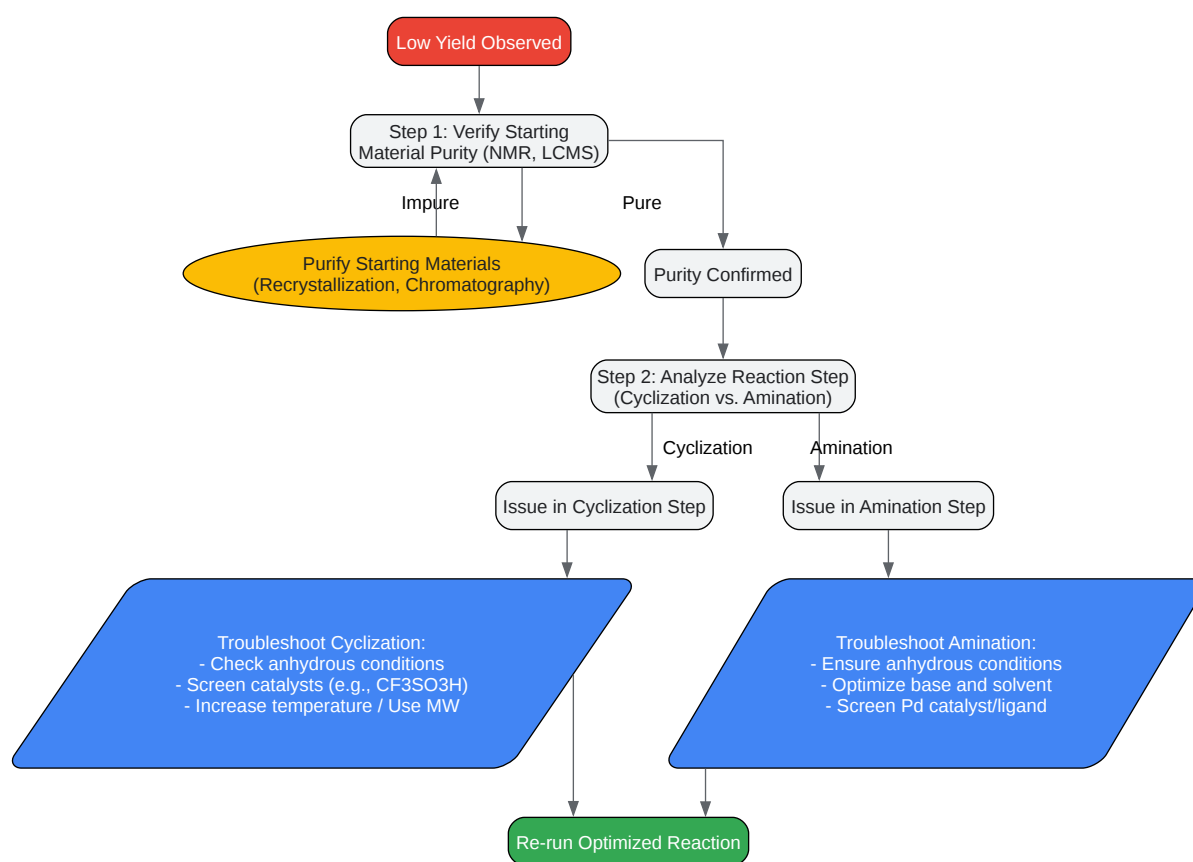 Low Yield Observed
Step 1: Verify Starting
Material Purity (NMR, LCMS)
Impure
Pure
Purify Starting Materials
(Recrystallization, Chromatography)
Purity Confirmed
Step 2: Analyze Reaction Step
(Cyclization vs. Amination)
Cyclization
Amination
Issue in Cyclization Step
Issue in Amination Step
Troubleshoot Cyclization:
- Check anhydrous conditions
- Screen catalysts (e.g., CF3SO3H)
- Increase temperature / Use MW
Troubleshoot Amination:
- Ensure anhydrous conditions
- Optimize base and solvent
- Screen Pd catalyst/ligand
Re-run Optimized Reaction